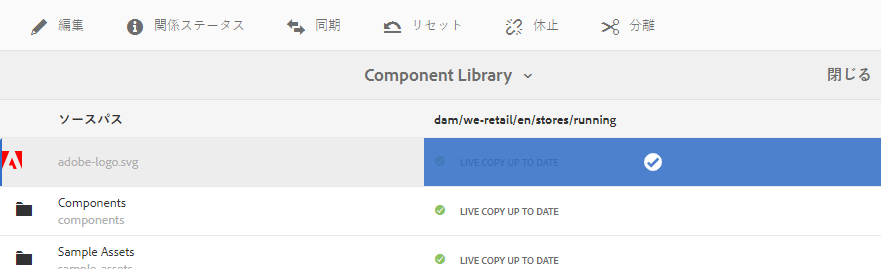 編集 関係ステータス 同期 リセット 休止 分離
Component Library 閉じる
ソースパス dam/we-retail/en/stores/running
adobe-logo.svg LIVE COPY UP TO DATE
Components
components LIVE COPY UP TO DATE
Sample Assets
sample-assets LIVE COPY UP TO DATE